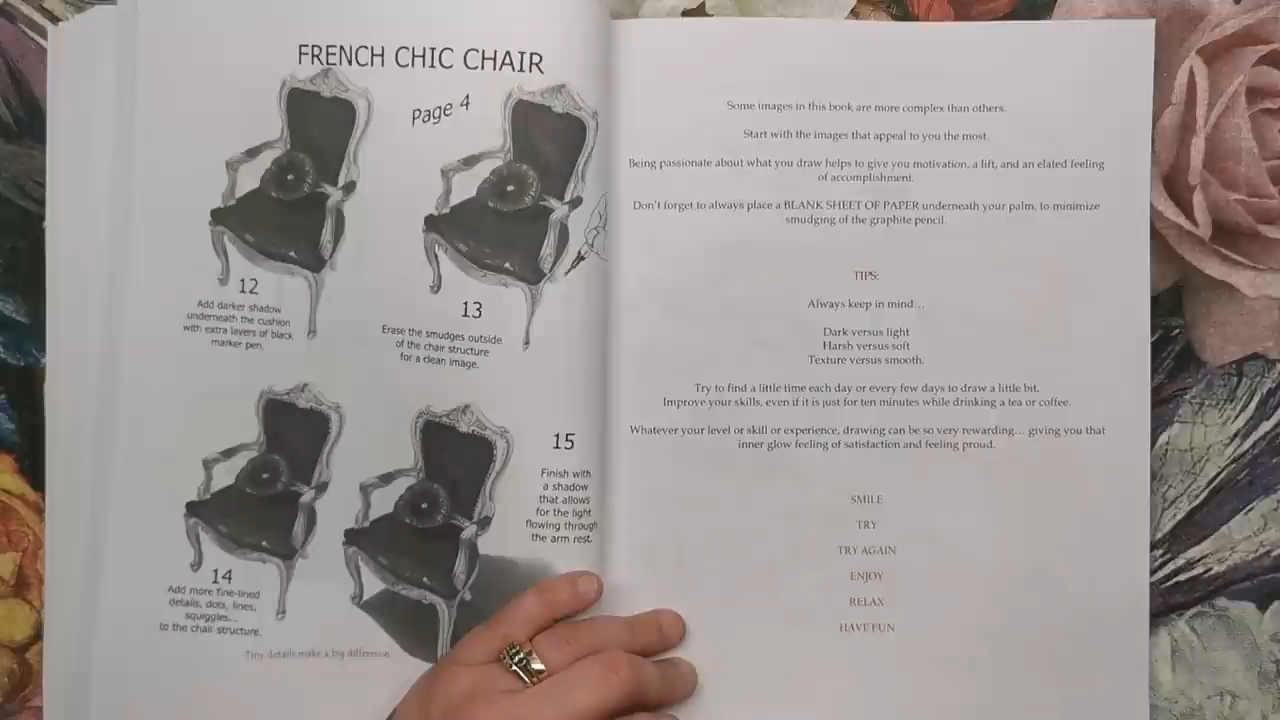 FRENCH CHIC CHAIR
Page 4
12
Add darker shadow
underneath the cushion
with extra layers of black
marker pen.
13
Erase the smudges outside
of the chair structure
for a clean image.
14
Add more fine-lined
details, dots, lines,
squiggles...
to the chair structure.
15
Finish with
a shadow
that allows
for the light
flowing through
the arm rest.
Tiny details make a big difference
Some images in this book are more complex than others.
Start with the images that appeal to you the most.
Being passionate about what you draw helps to give you motivation, a lift, and an elated feeling
of accomplishment.
Don't forget to always place a BLANK SHEET OF PAPER underneath your palm, to minimize
smudging of the graphite pencil.
TIPS:
Always keep in mind...
Dark versus light
Harsh versus soft
Texture versus smooth.
Try to find a little time each day or every few days to draw a little bit.
Improve your skills, even if it is just for ten minutes while drinking a tea or coffee.
Whatever your level or skill or experience, drawing can be so very rewarding... giving you that
inner glow feeling of satisfaction and feeling proud.
SMILE
TRY
TRY AGAIN
ENJOY
RELAX
HAVE FUN